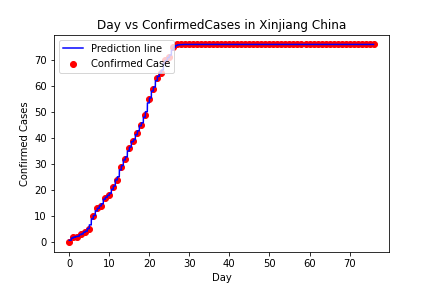 Day vs ConfirmedCases in Xinjiang China
Prediction line
Confirmed Case
Confirmed Cases
70
60
50
40
30
20
10
0
0 10 20 30 40 50 60 70
Day